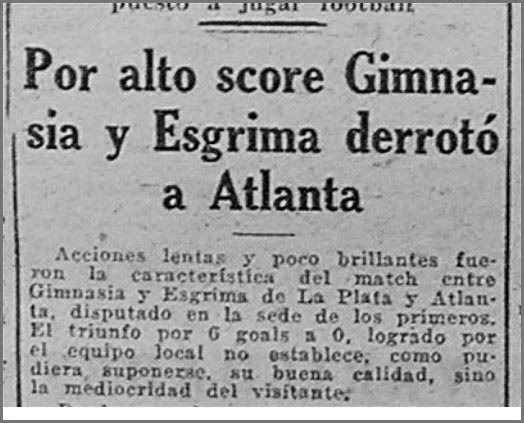 puesto a jugar football
Por alto score Gimna-
sia y Esgrima derrotó
a Atlanta
Acciones lentas y poco brillantes fue-
ron la característica del match entre
Gimnasia y Esgrima de La Plata y Atlan-
ta, disputado en la sede de los primeros.
El triunfo por 6 goals a 0, logrado por
el equipo local no establece, como pu-
diera suponerse, su buena calidad, sino
la mediocridad del visitante.